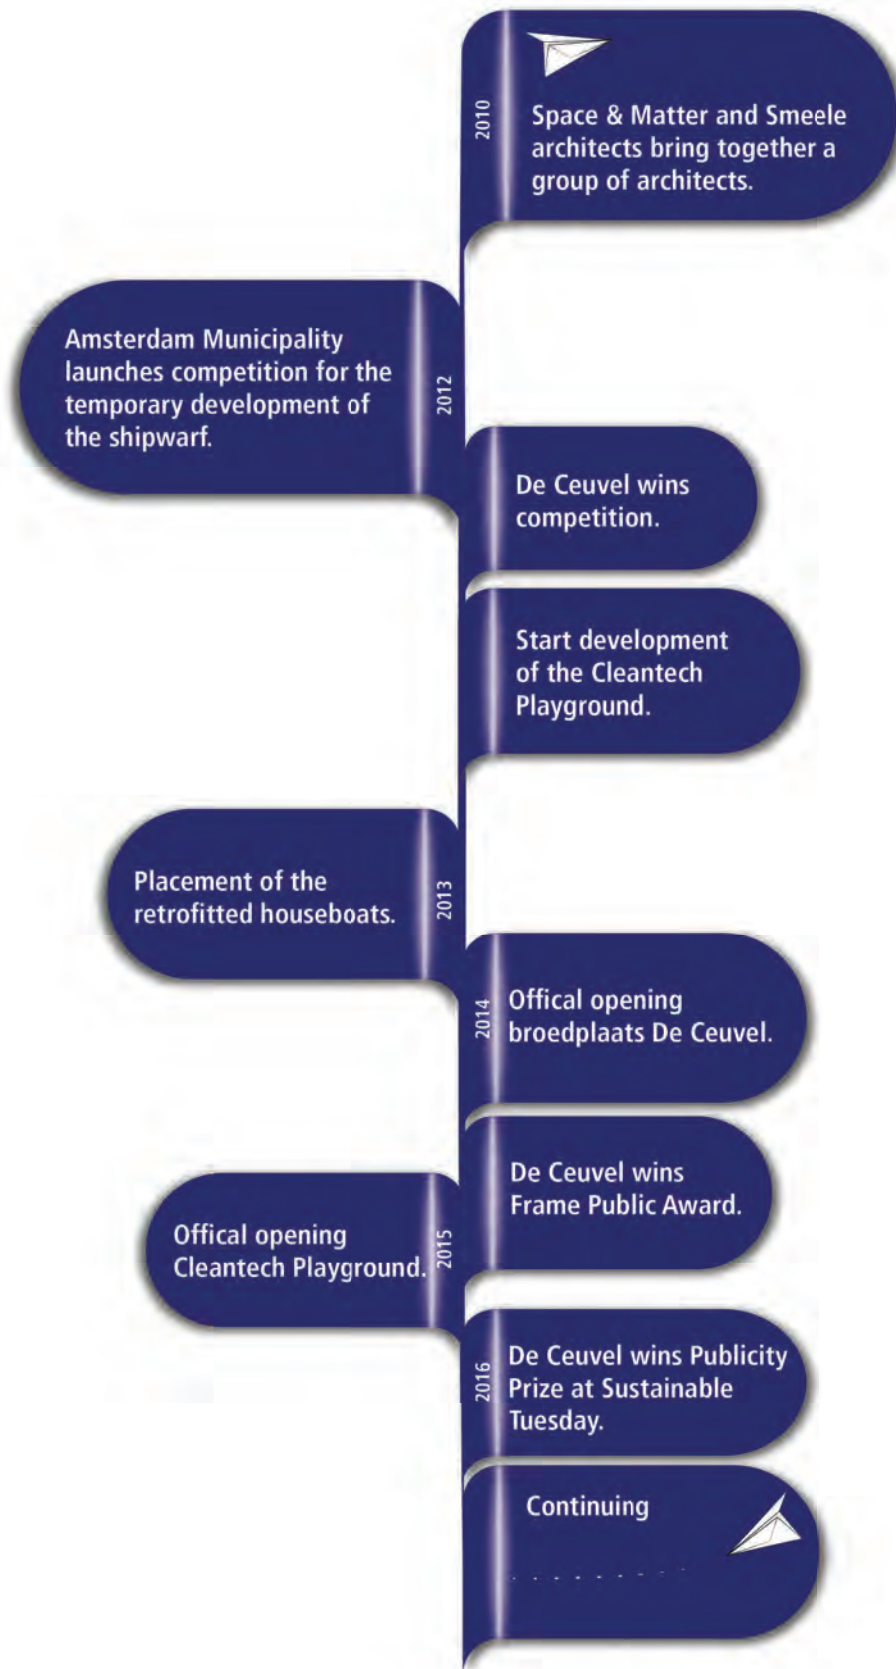 2010
Space & Matter and Smeele
architects bring together a
group of architects.
Amsterdam Municipality
launches competition for the
temporary development of
the shipwarf.
2012
De Ceuvel wins
competition.
Start development
of the Cleantech
Playground.
Placement of the
retrofitted houseboats.
2013
2014
Offical opening
broedplaats De Ceuvel.
De Ceuvel wins
Frame Public Award.
Offical opening
Cleantech Playground.
2015
2016
De Ceuvel wins Publicity
Prize at Sustainable
Tuesday.
Continuing